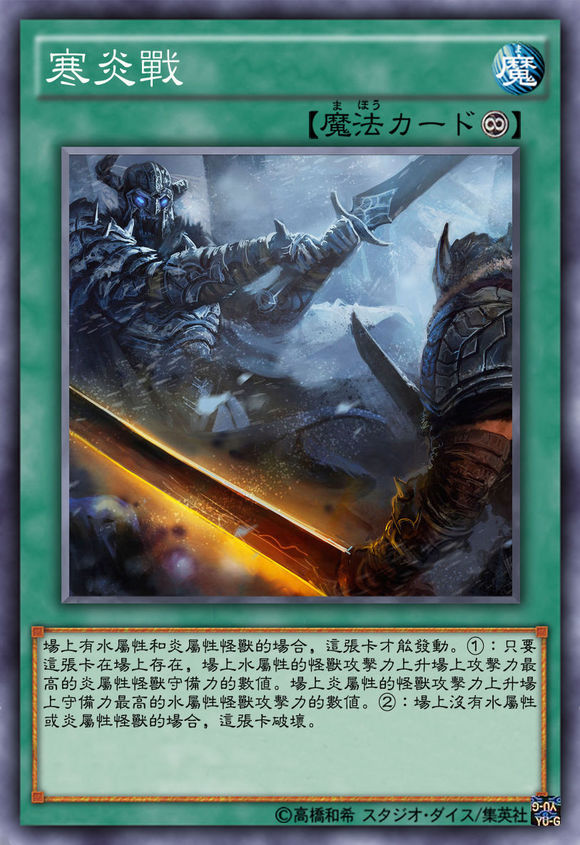 寒炎戰
ま
魔
ま ほう
【魔法カード♾】
場上有水屬性和炎屬性怪獸的場合，這張卡才能發動。①：只要
這張卡在場上存在，場上水屬性的怪獸攻擊力上升場上攻擊力最
高的炎屬性怪獸守備力的數值。場上炎屬性的怪獸攻擊力上升場
上守備力最高的水屬性怪獸攻擊力的數值。②：場上沒有水屬性
或炎屬性怪獸的場合，這張卡破壞。
©高橋和希 スタジオ・ダイス/集英社
YU-G
YU-G